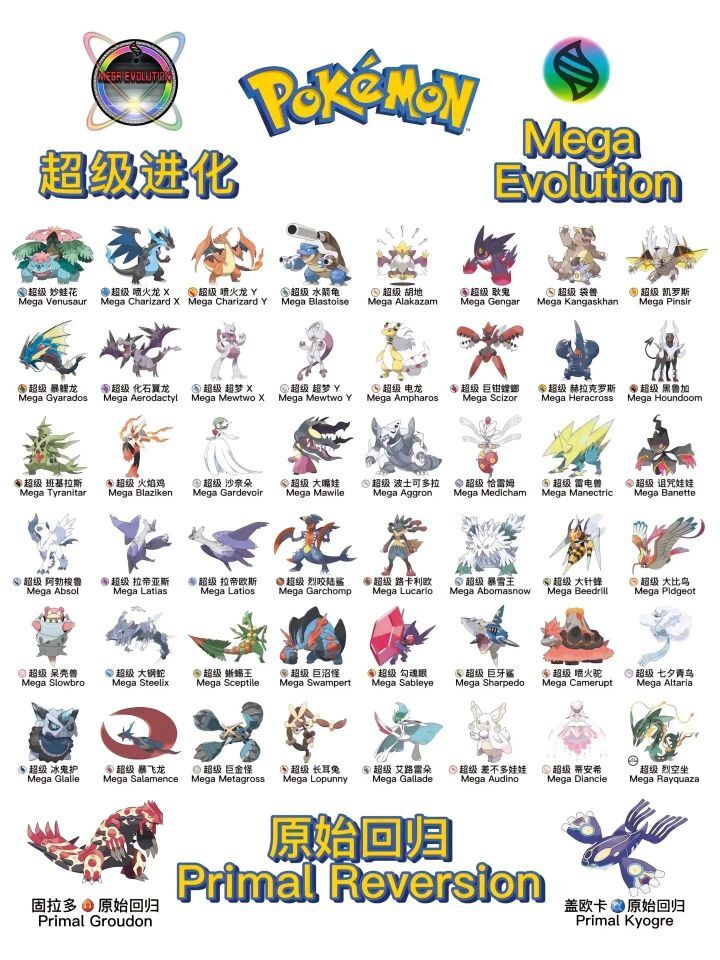 MEGA EVOLUTION
POKéMON
TM
超级进化
Mega
Evolution
超级 妙蛙花
Mega Venusaur
超级 喷火龙 X
Mega Charizard X
超级 喷火龙 Y
Mega Charizard Y
超级 水箭龟
Mega Blastoise
超级 胡地
Mega Alakazam
超级 耿鬼
Mega Gengar
超级 袋兽
Mega Kangaskhan
超级 凯罗斯
Mega Pinsir
超级 暴鲤龙
Mega Gyarados
超级 化石翼龙
Mega Aerodactyl
超级 超梦 X
Mega Mewtwo X
超级 超梦 Y
Mega Mewtwo Y
超级 电龙
Mega Ampharos
超级 巨钳螳螂
Mega Scizor
超级 赫拉克罗斯
Mega Heracross
超级 黑鲁加
Mega Houndoom
超级 班基拉斯
Mega Tyranitar
超级 火焰鸡
Mega Blaziken
超级 沙奈朵
Mega Gardevoir
超级 大嘴娃
Mega Mawile
超级 波士可多拉
Mega Aggron
超级 恰雷姆
Mega Medicham
超级 雷电兽
Mega Manectric
超级 诅咒娃娃
Mega Banette
超级 阿勃梭鲁
Mega Absol
超级 拉帝亚斯
Mega Latias
超级 拉帝欧斯
Mega Latios
超级 烈咬陆鲨
Mega Garchomp
超级 路卡利欧
Mega Lucario
超级 暴雪王
Mega Abomasnow
超级 大针蜂
Mega Beedrill
超级 大比鸟
Mega Pidgeot
超级 呆壳兽
Mega Slowbro
超级 大钢蛇
Mega Steelix
超级 蜥蜴王
Mega Sceptile
超级 巨沼怪
Mega Swampert
超级 勾魂眼
Mega Sableye
超级 巨牙鲨
Mega Sharpedo
超级 喷火驼
Mega Camerupt
超级 七夕青鸟
Mega Altaria
超级 冰鬼护
Mega Glalie
超级 暴飞龙
Mega Salamence
超级 巨金怪
Mega Metagross
超级 长耳兔
Mega Lopunny
超级 艾路雷朵
Mega Gallade
超级 差不多娃娃
Mega Audino
超级 蒂安希
Mega Diancie
超级 烈空坐
Mega Rayquaza
原始回归
Primal Reversion
固拉多 原始回归
Primal Groudon
盖欧卡 原始回归
Primal Kyogre